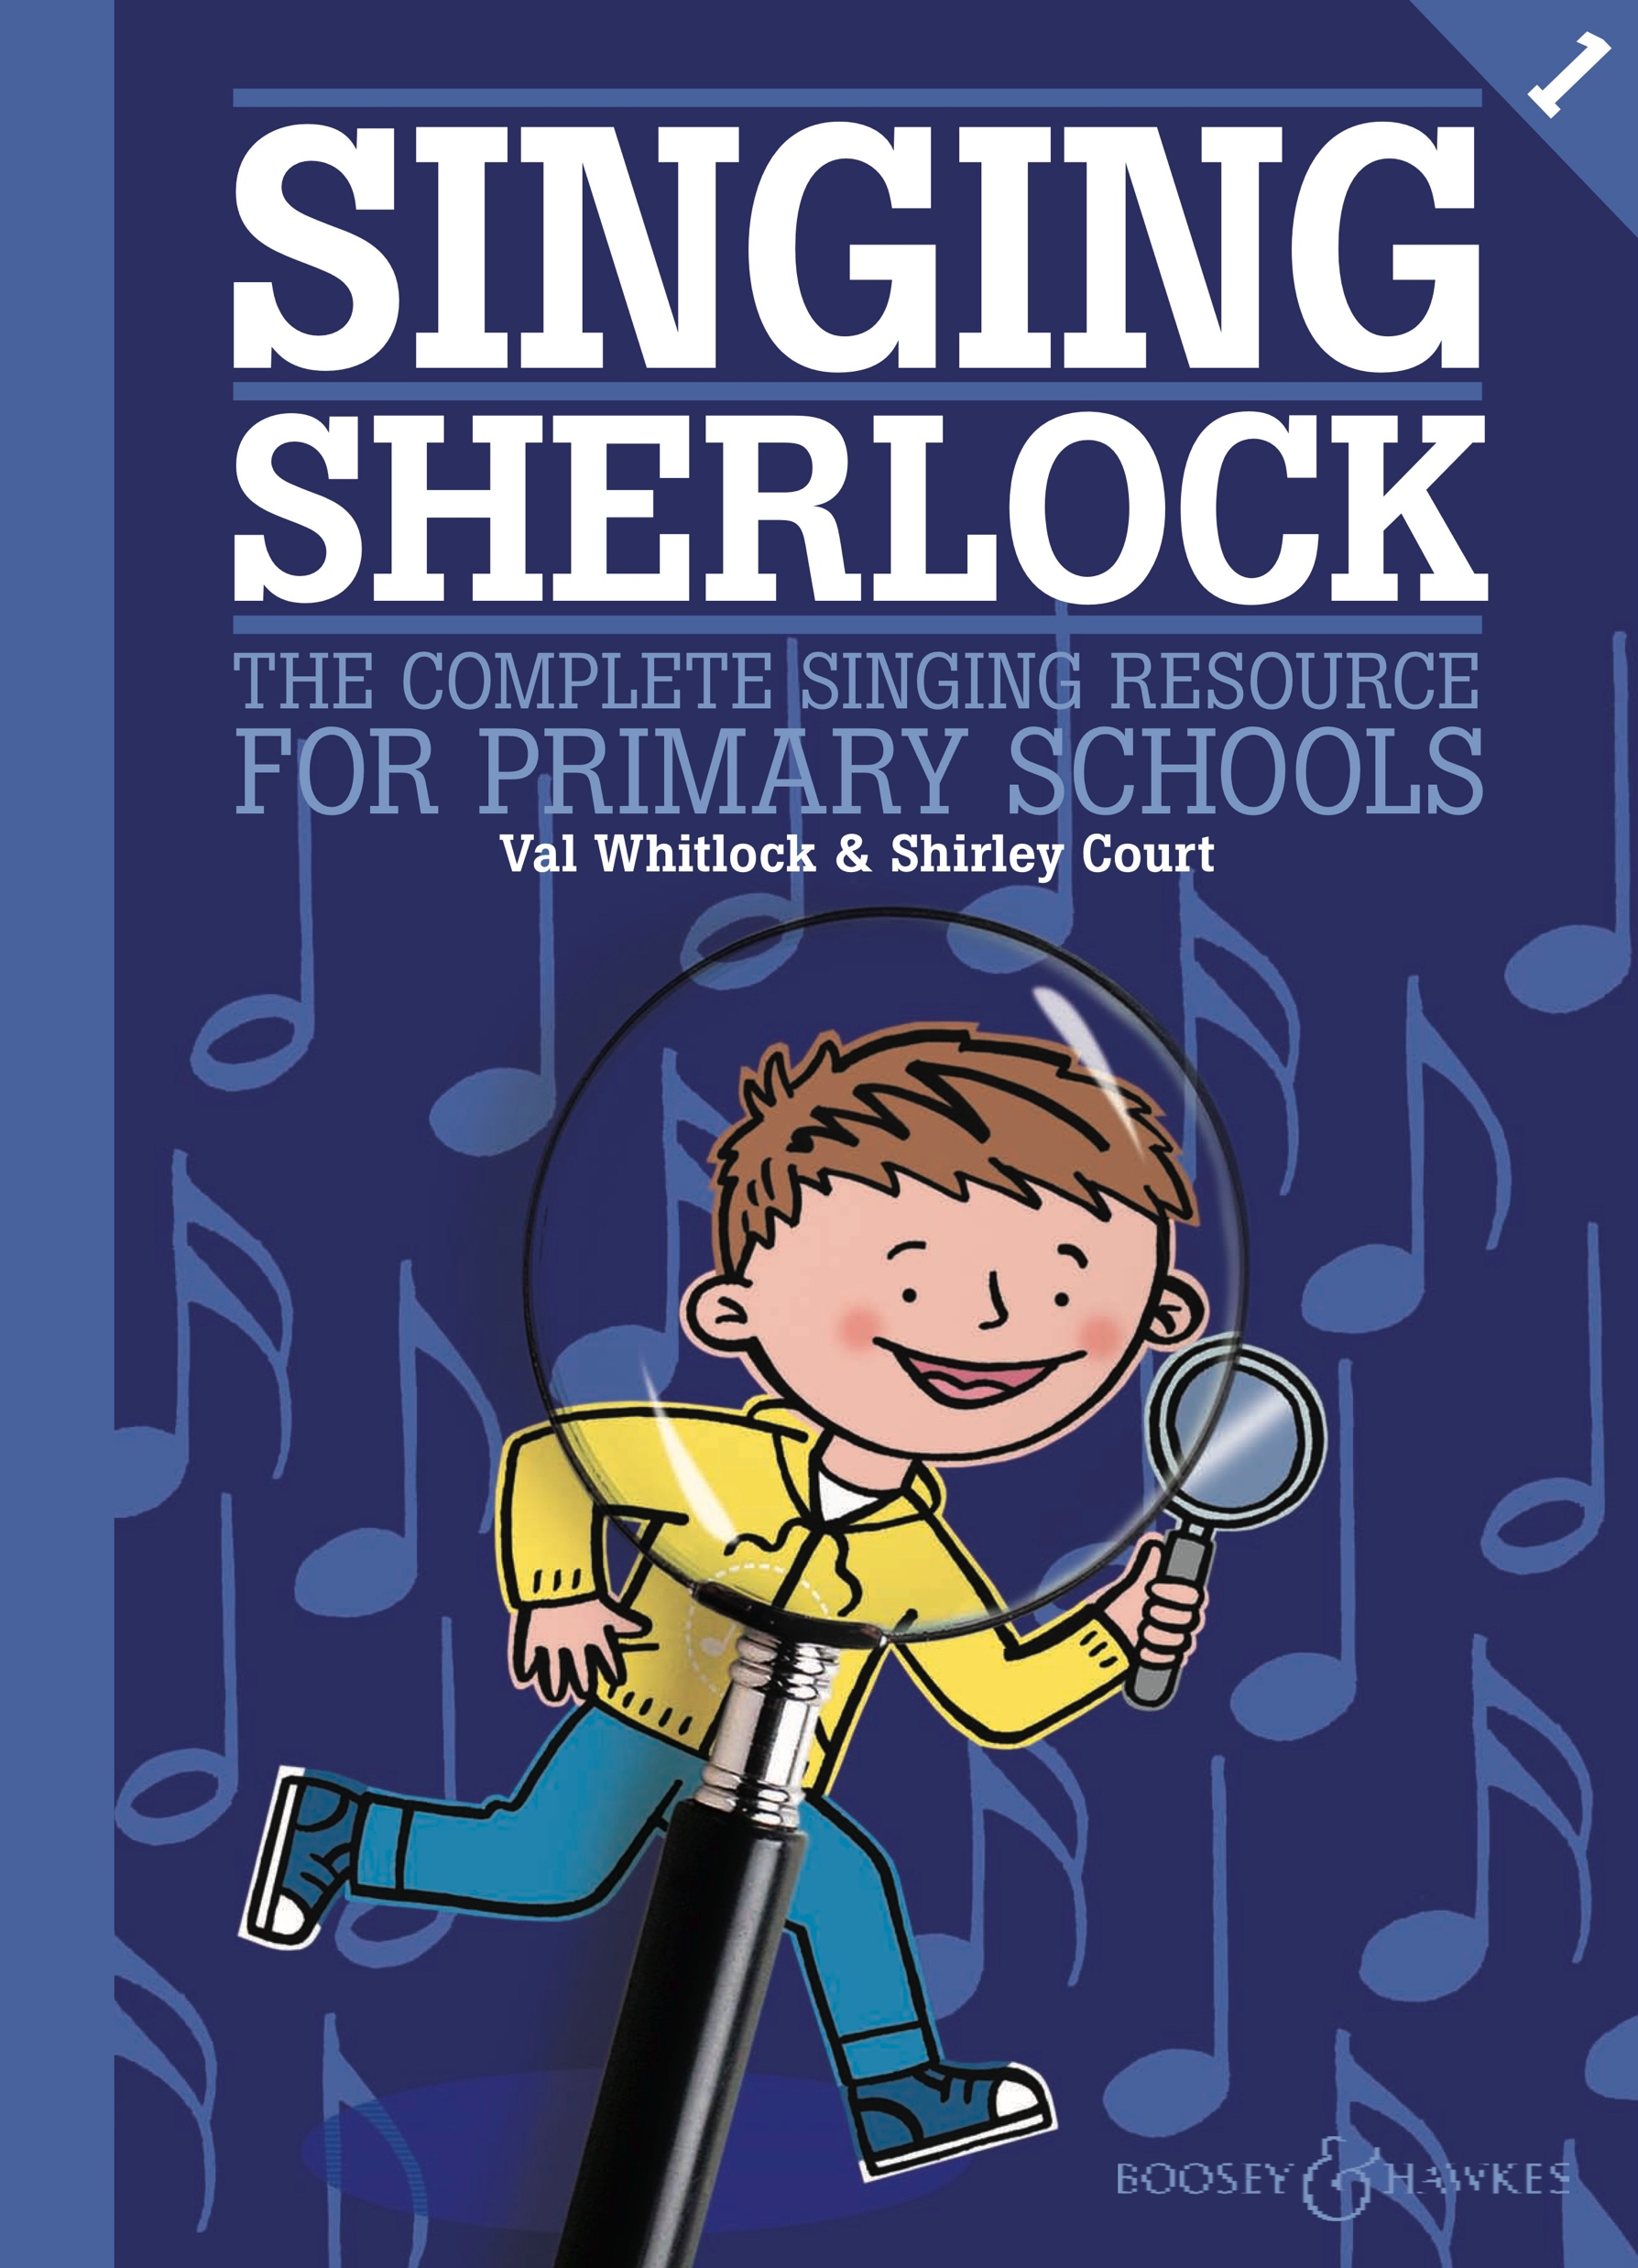 1
SINGING
SHERLOCK
THE COMPLETE SINGING RESOURCE
FOR PRIMARY SCHOOLS
Val Whitlock & Shirley Court
BOOSEY & HAWKES